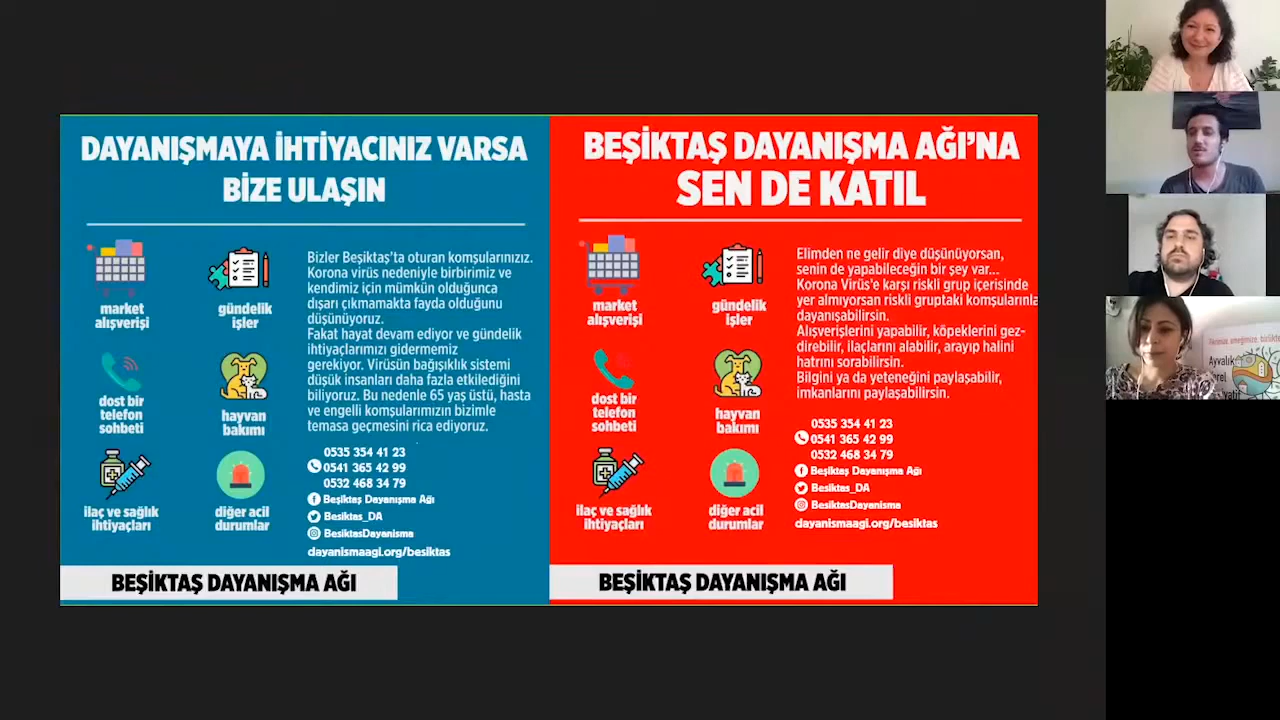 DAYANIŞMAYA İHTİYACINIZ VARSA
BİZE ULAŞIN
market
alışverişi
gündelik
işler
dost bir
telefon
sohbeti
hayvan
bakımı
ilaç ve sağlık
ihtiyaçları
diğer acil
durumlar
Bizler Beşiktaş'ta oturan komşularınızız.
Korona virüs nedeniyle birbirimiz ve
kendimiz için mümkün olduğunca
dışarı çıkmamakta fayda olduğunu
düşünüyoruz.
Fakat hayat devam ediyor ve gündelik
ihtiyaçlarımızı gidermemiz
gerekiyor. Virüsün bağışıklık sistemi
düşük insanları daha fazla etkilediğini
biliyoruz. Bu nedenle 65 yaş üstü, hasta
ve engelli komşularımızın bizimle
temasa geçmesini rica ediyoruz.
0535 354 41 23
0541 365 42 99
0532 468 34 79
Beşiktaş Dayanışma Ağı
Besiktas_DA
BesiktasDayanisma
dayanismaagi.org/besiktas
BEŞİKTAŞ DAYANIŞMA AĞI
BEŞİKTAŞ DAYANIŞMA AĞI'NA
SEN DE KATIL
market
alışverişi
gündelik
işler
dost bir
telefon
sohbeti
hayvan
bakımı
ilaç ve sağlık
ihtiyaçları
diğer acil
durumlar
Elimden ne gelir diye düşünüyorsan,
senin de yapabileceğin bir şey var...
Korona Virüs'e karşı riskli grup içerisinde
yer almıyorsan riskli gruptaki komşularınla
dayanışabilirsin.
Alışverişlerini yapabilir, köpeklerini gez-
direbilir, ilaçlarını alabilir, arayıp halini
hatrını sorabilirsin.
Bilgini ya da yeteneğini paylaşabilir,
imkanlarını paylaşabilirsin.
0535 354 41 23
0541 365 42 99
0532 468 34 79
Beşiktaş Dayanışma Ağı
Besiktas_DA
BesiktasDayanisma
dayanismaagi.org/besiktas
BEŞİKTAŞ DAYANIŞMA AĞI
Ayvalık